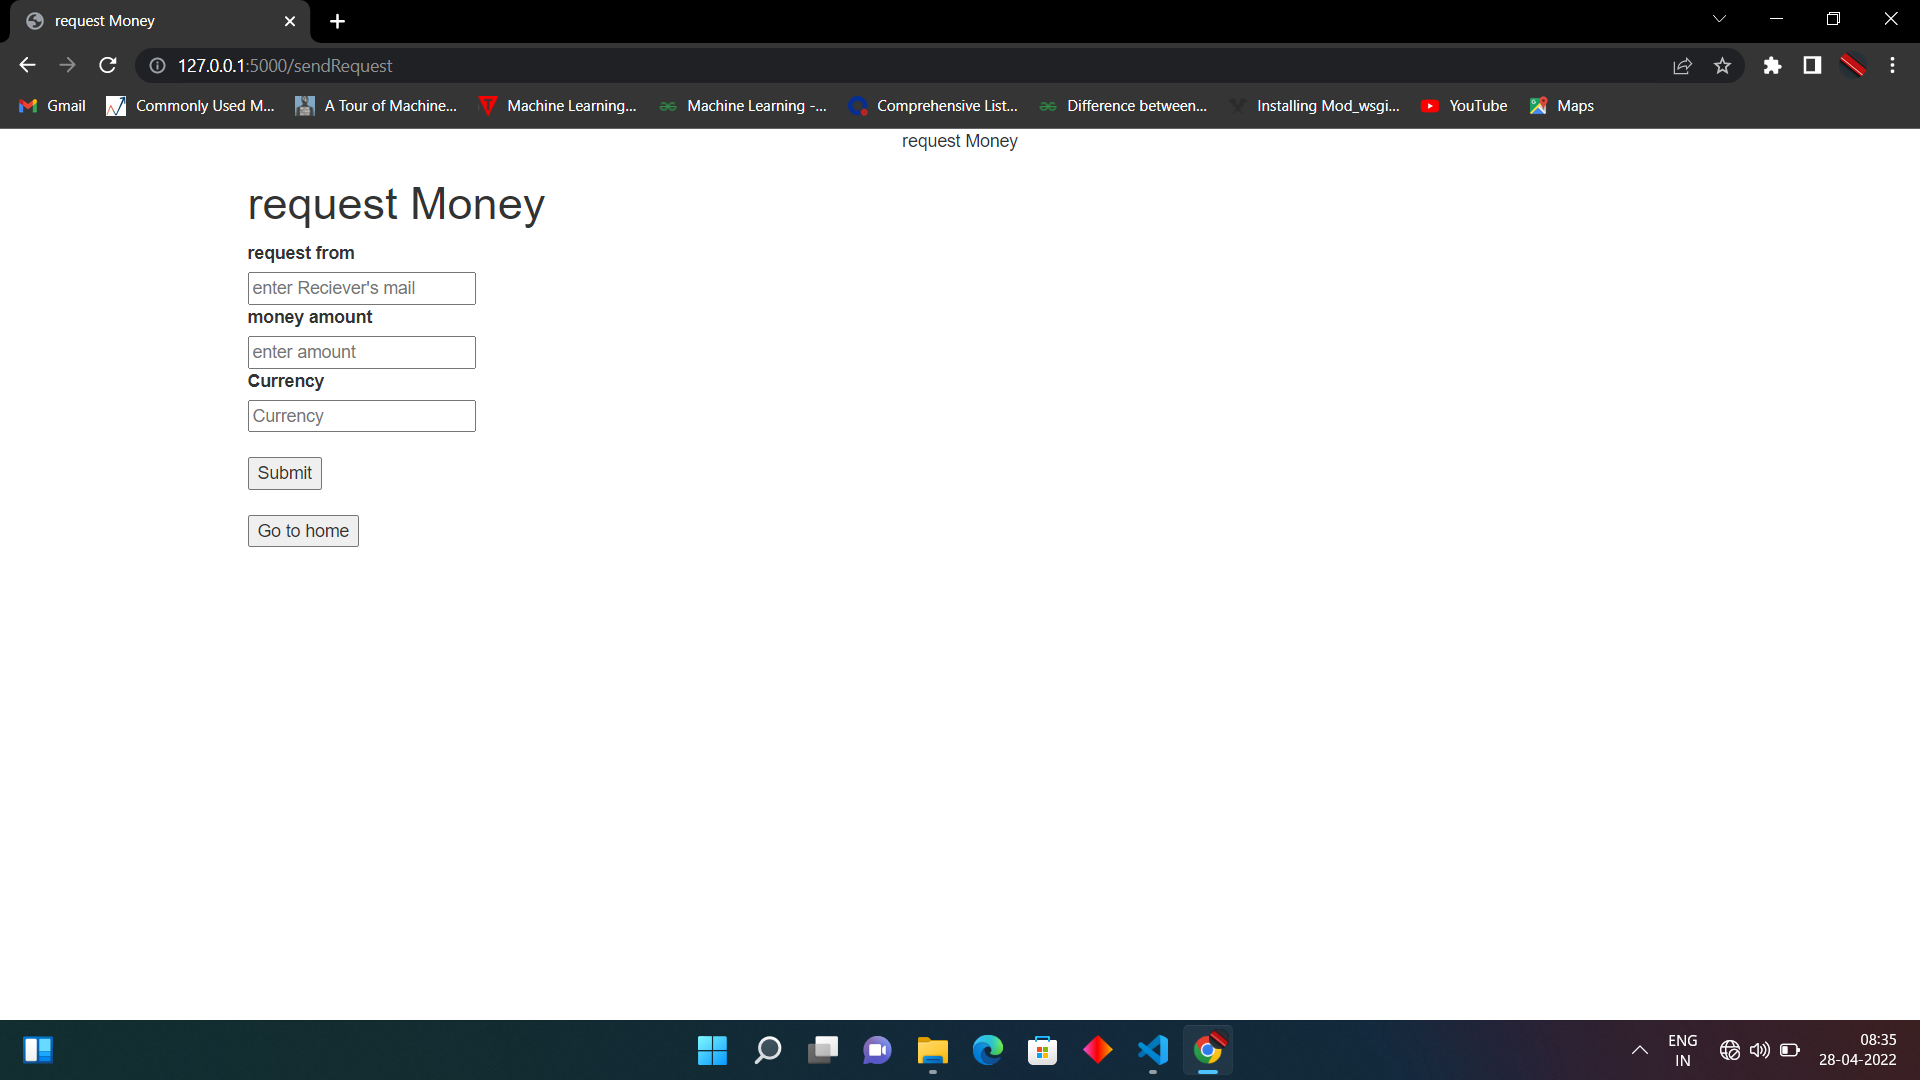 request Money
127.0.0.1:5000/sendRequest
Gmail
Commonly Used M...
A Tour of Machine...
Machine Learning...
Machine Learning -...
Comprehensive List...
Difference between...
Installing Mod_wsgi...
YouTube
Maps
request Money
request Money
request from
enter Reciever's mail
money amount
enter amount
Currency
Currency
Submit
Go to home
ENG
IN
08:35
28-04-2022